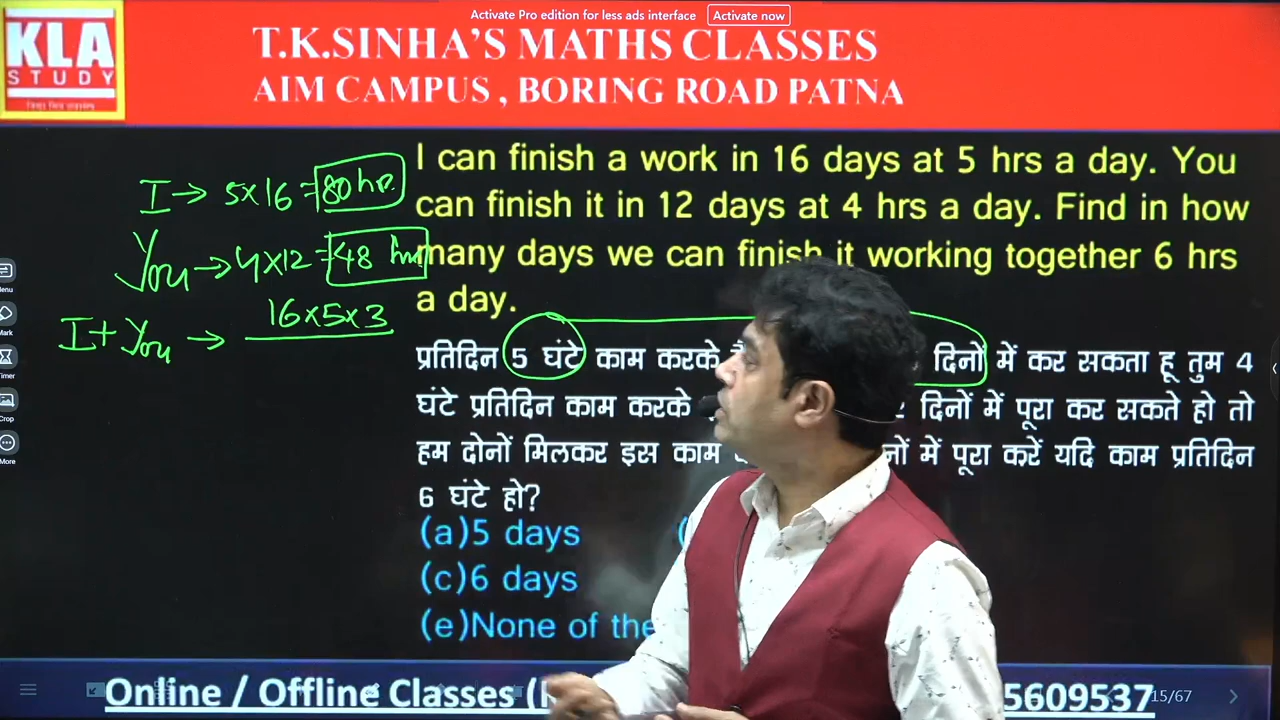 Activate Pro edition for less ads interface Activate now
KLA
STUDY
T.K.SINHA'S MATHS CLASSES
AIM CAMPUS , BORING ROAD PATNA
I can finish a work in 16 days at 5 hrs a day. You
can finish it in 12 days at 4 hrs a day. Find in how
many days we can finish it working together 6 hrs
a day.
I → 5×16 = 80 hr.
You → 4×12 = 48 hr
I + You → 16×5×3
प्रतिदिन 5 घंटे काम करके दिनों में कर सकता हू तुम 4
घंटे प्रतिदिन काम करके दिनों में पूरा कर सकते हो तो
हम दोनों मिलकर इस काम में पूरा करें यदि काम प्रतिदिन
6 घंटे हो?
(a)5 days
(c)6 days
(e)None of the
Menu
Mark
Timer
Crop
More
Online / Offline Classes 5609537
15/67